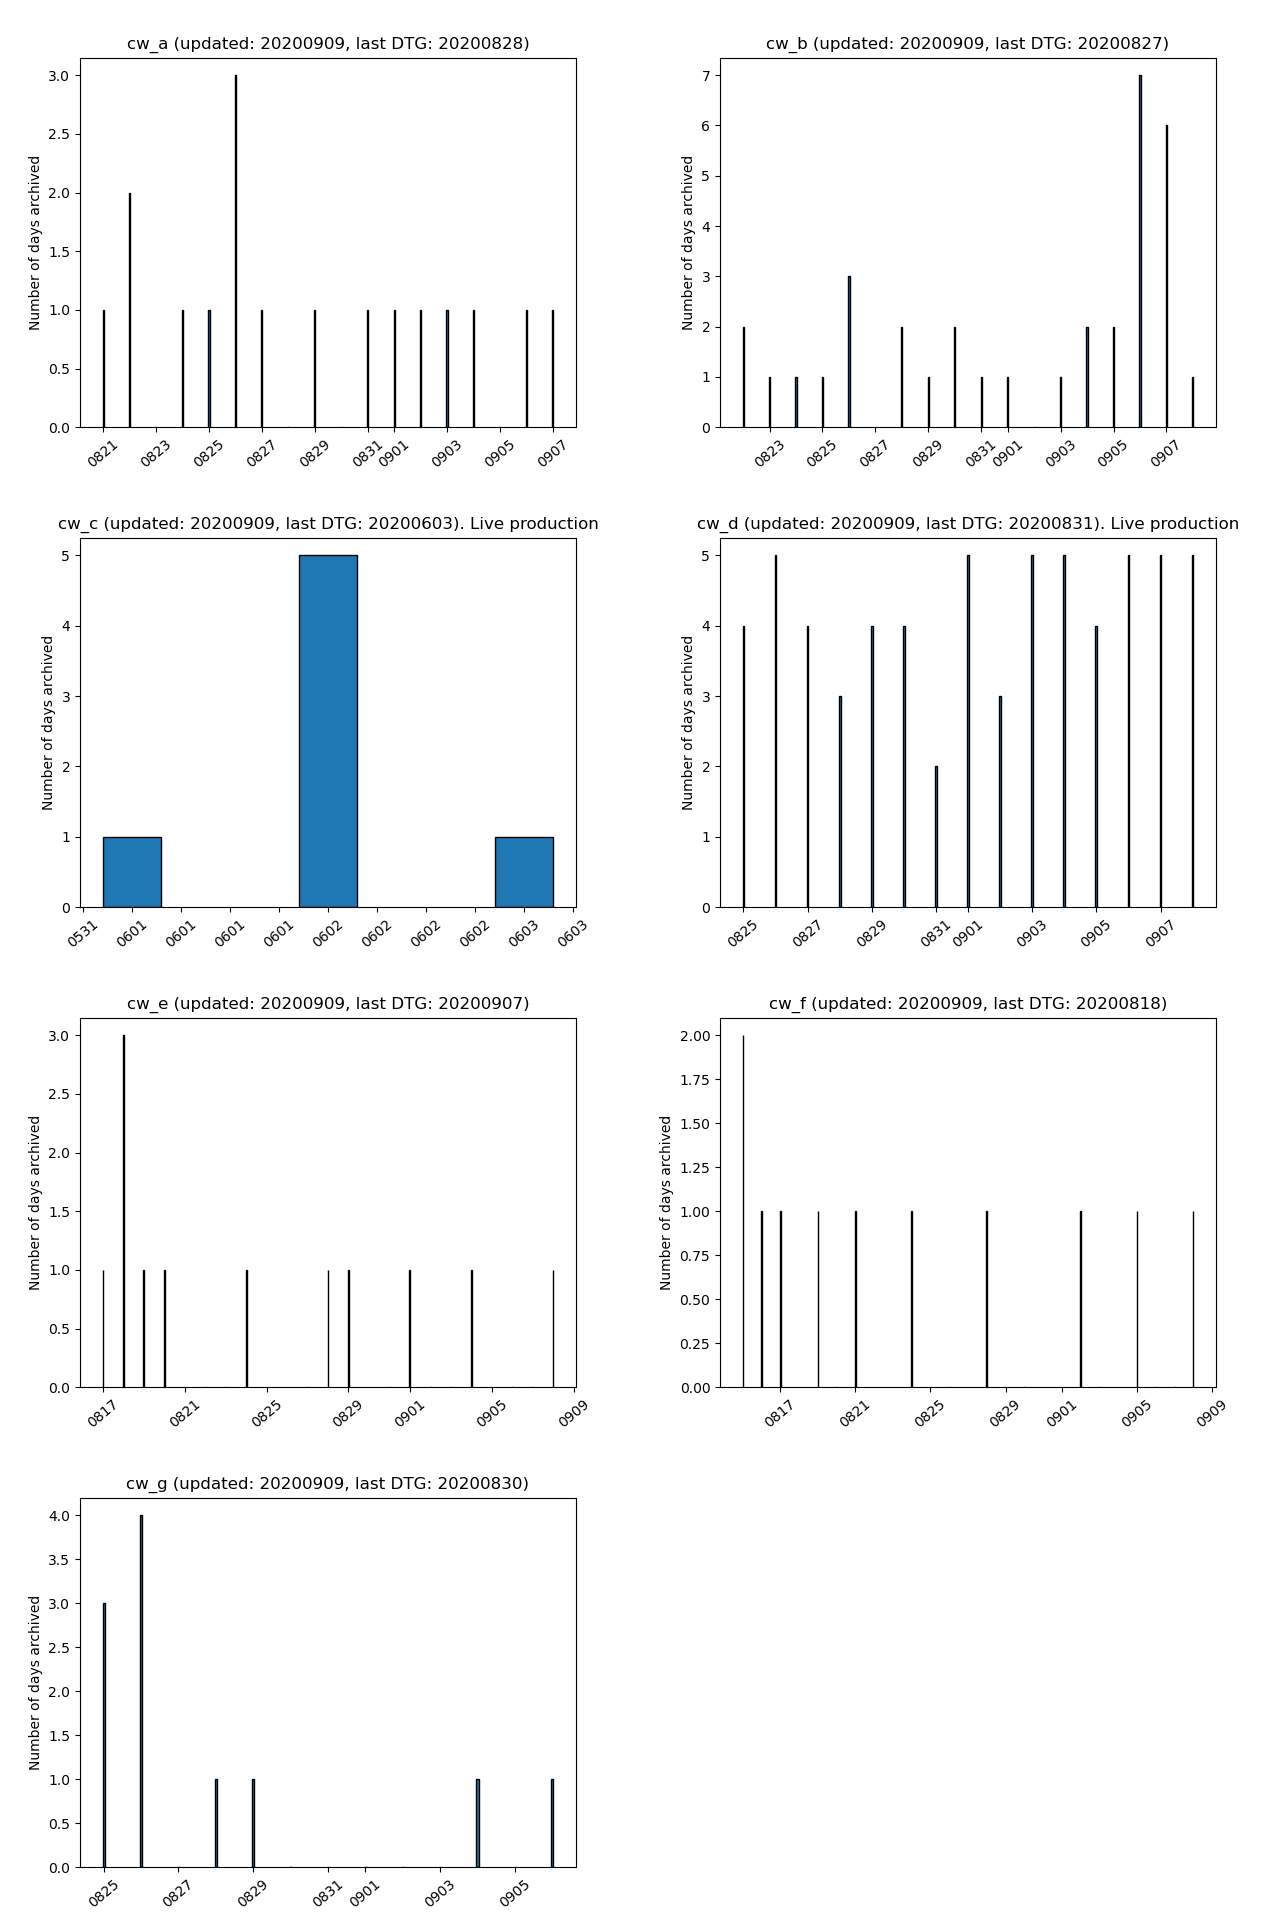 cw_a (updated: 20200909, last DTG: 20200828)
Number of days archived
3.0
2.5
2.0
1.5
1.0
0.5
0.0
0821 0823 0825 0827 0829 0831 0901 0903 0905 0907
cw_b (updated: 20200909, last DTG: 20200827)
Number of days archived
7
6
5
4
3
2
1
0
0823 0825 0827 0829 0831 0901 0903 0905 0907
cw_c (updated: 20200909, last DTG: 20200603). Live production
Number of days archived
5
4
3
2
1
0
0531 0601 0601 0601 0601 0602 0602 0602 0602 0603 0603
cw_d (updated: 20200909, last DTG: 20200831). Live production
Number of days archived
5
4
3
2
1
0
0825 0827 0829 0831 0901 0903 0905 0907
cw_e (updated: 20200909, last DTG: 20200907)
Number of days archived
3.0
2.5
2.0
1.5
1.0
0.5
0.0
0817 0821 0825 0829 0901 0905 0909
cw_f (updated: 20200909, last DTG: 20200818)
Number of days archived
2.00
1.75
1.50
1.25
1.00
0.75
0.50
0.25
0.00
0817 0821 0825 0829 0901 0905 0909
cw_g (updated: 20200909, last DTG: 20200830)
Number of days archived
4.0
3.5
3.0
2.5
2.0
1.5
1.0
0.5
0.0
0825 0827 0829 0831 0901 0903 0905